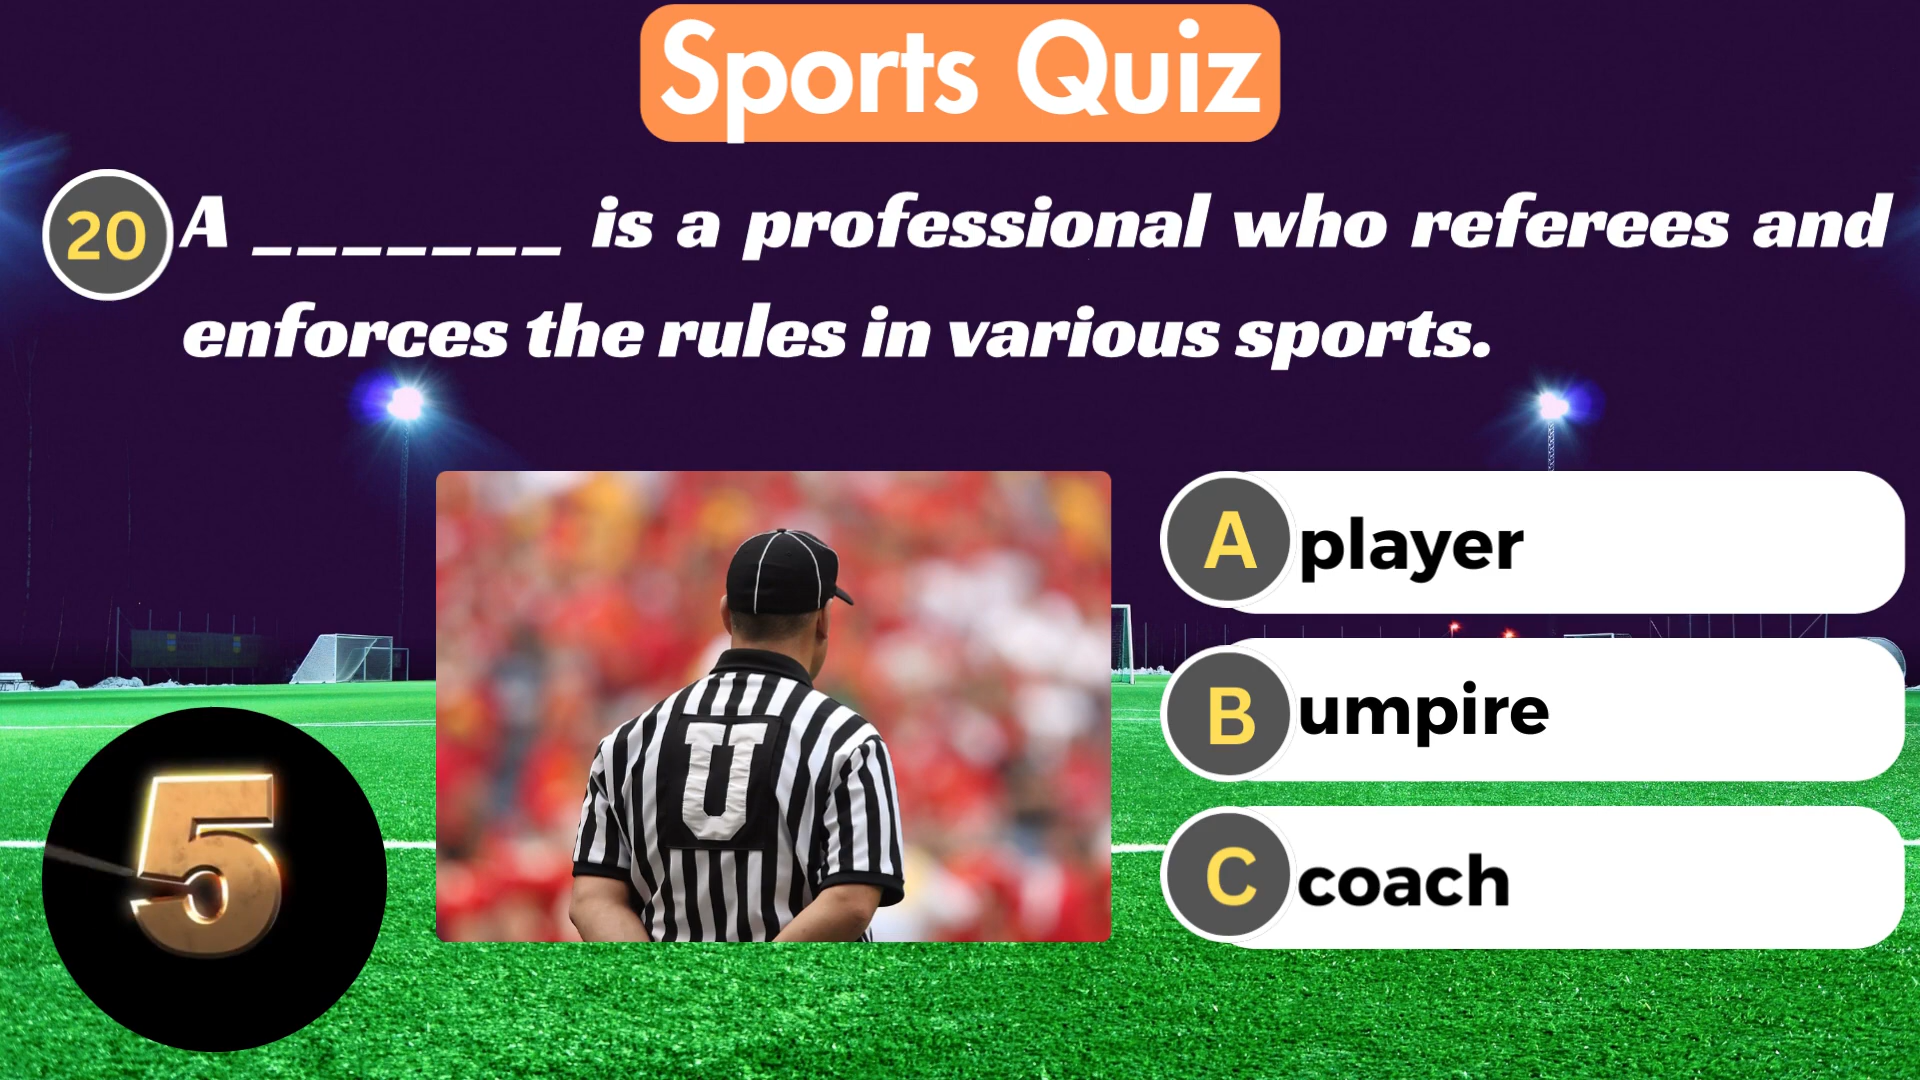 Sports Quiz
20
A _______ is a professional who referees and
enforces the rules in various sports.
A player
B umpire
C coach
U
5